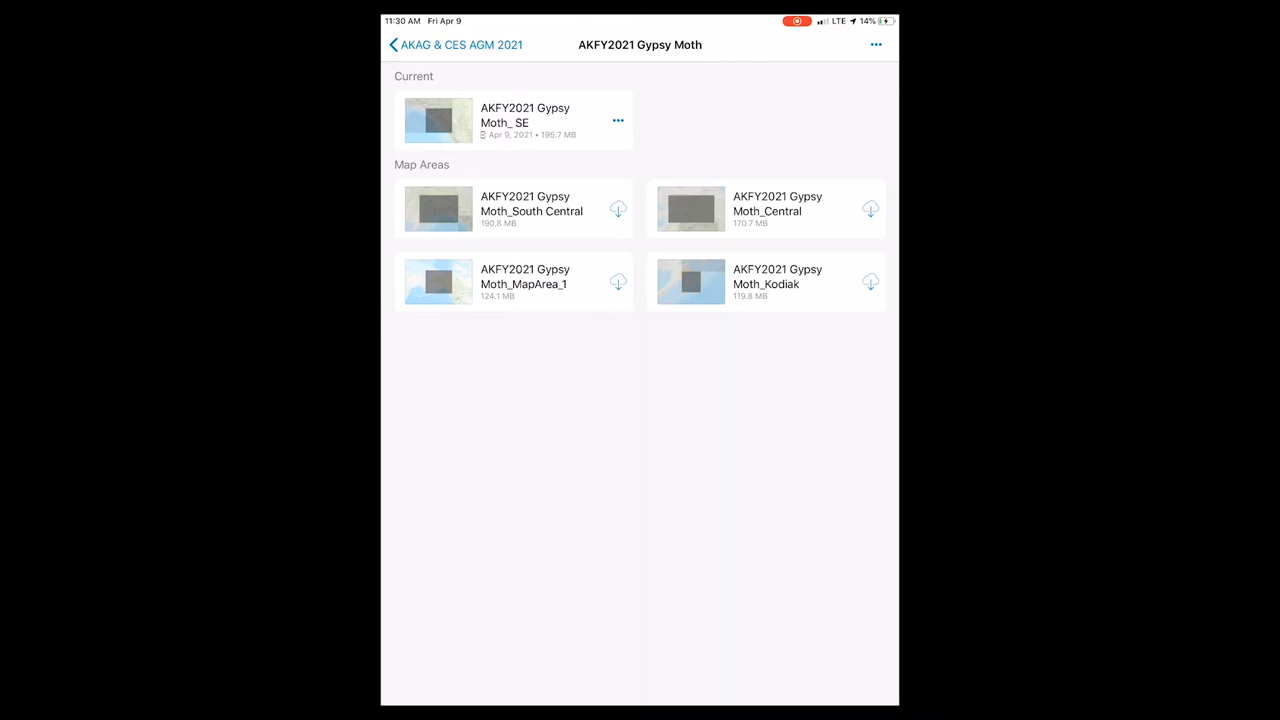 11:30 AM Fri Apr 9
LTE 14%
AKAG & CES AGM 2021
AKFY2021 Gypsy Moth
Current
AKFY2021 Gypsy
Moth_ SE
Apr 9, 2021 • 195.7 MB
Map Areas
AKFY2021 Gypsy
Moth_South Central
190.8 MB
AKFY2021 Gypsy
Moth_Central
170.7 MB
AKFY2021 Gypsy
Moth_MapArea_1
124.1 MB
AKFY2021 Gypsy
Moth_Kodiak
119.8 MB